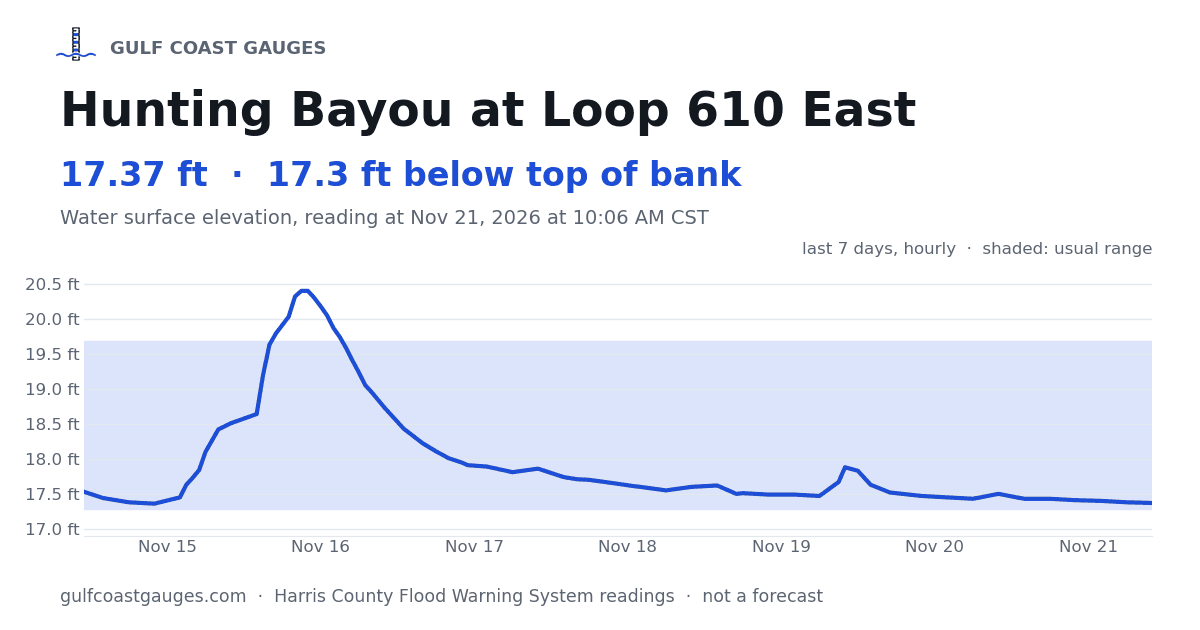 GULF COAST GAUGES
Hunting Bayou at Loop 610 East
17.37 ft · 17.3 ft below top of bank
Water surface elevation, reading at Nov 21, 2026 at 10:06 AM CST
last 7 days, hourly · shaded: usual range
20.5 ft
20.0 ft
19.5 ft
19.0 ft
18.5 ft
18.0 ft
17.5 ft
17.0 ft
Nov 15 Nov 16 Nov 17 Nov 18 Nov 19 Nov 20 Nov 21
gulfcoastgauges.com · Harris County Flood Warning System readings · not a forecast